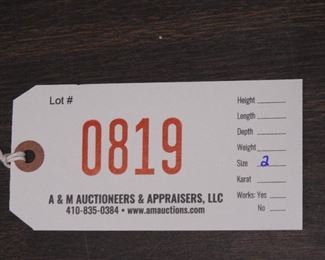 Lot #
0819
A & M AUCTIONEERS & APPRAISERS, LLC
410-835-0384 • www.amauctions.com
Height
Length
Depth
Weight
Size 2
Karat
Works: Yes
No